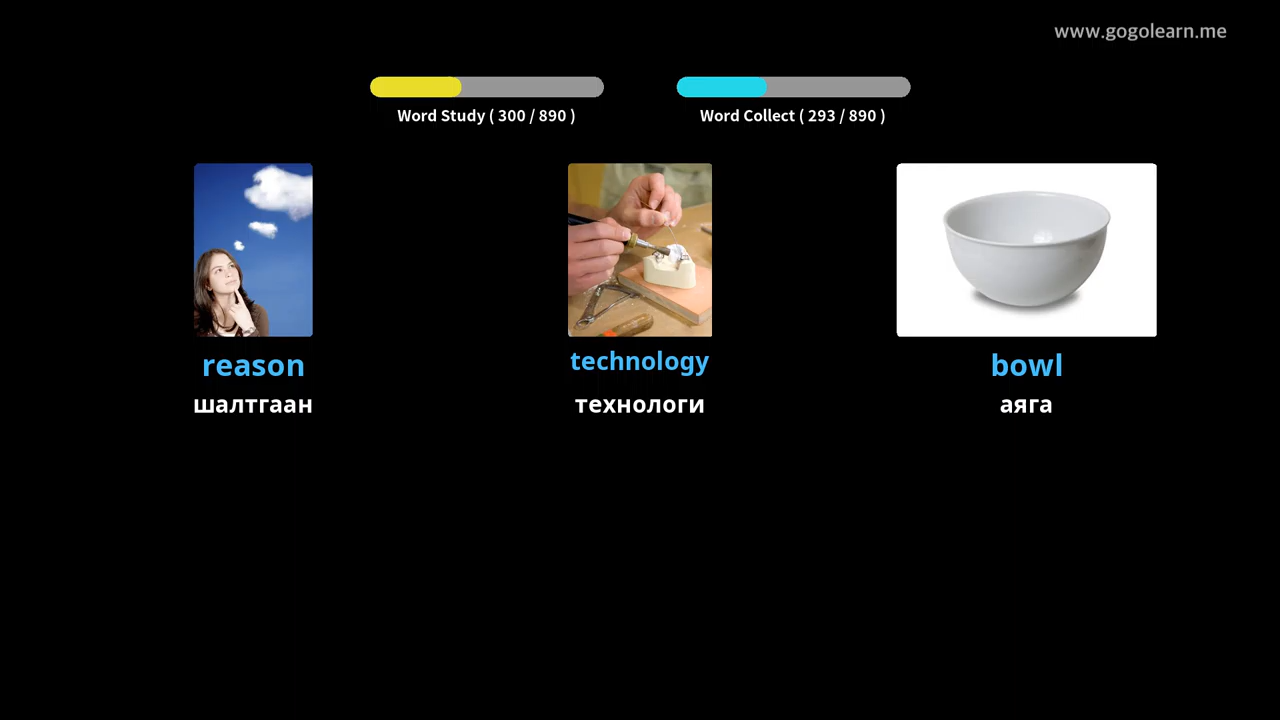 www.gogolearn.me
Word Study ( 300 / 890 )
Word Collect ( 293 / 890 )
reason
шалтгаан
technology
технологи
bowl
аяга